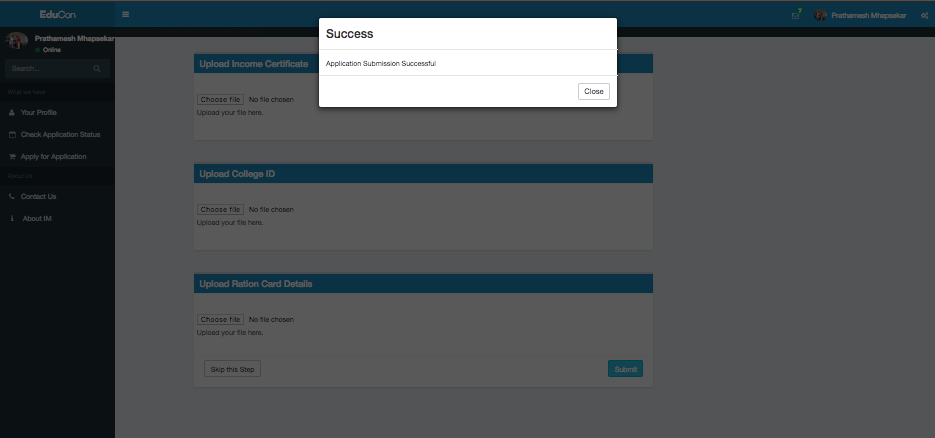 EduCon
Prathamesh Mhapsekar
Prathamesh Mhapsekar
Online
Search...
What we have
Your Profile
Check Application Status
Apply for Application
About Us
Contact Us
About IM
Success
Application Submission Successful
Close
Upload Income Certificate
Choose file No file chosen
Upload your file here.
Upload College ID
Choose file No file chosen
Upload your file here.
Upload Ration Card Details
Choose file No file chosen
Upload your file here.
Skip this Step
Submit